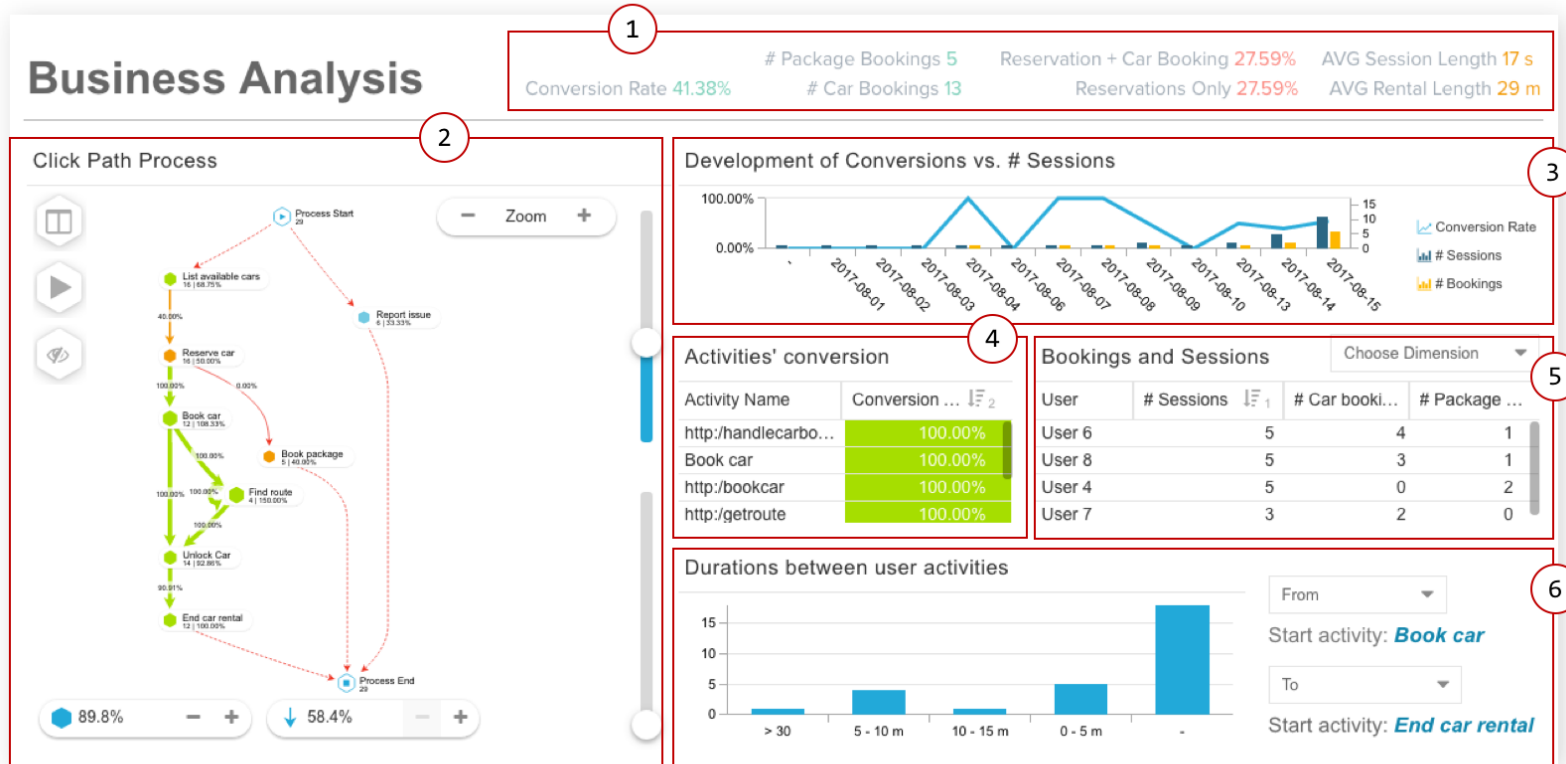 1
Business Analysis
# Package Bookings 5 Reservation + Car Booking 27.59% AVG Session Length 17 s
Conversion Rate 41.38% # Car Bookings 13 Reservations Only 27.59% AVG Rental Length 29 m
2
Click Path Process
Zoom
Process Start
29
List available cars
16 | 68.75%
Report issue
6 | 33.33%
40.00%
Reserve car
16 | 50.00%
100.00%
0.00%
Book car
12 | 108.33%
100.00%
Book package
5 | 40.00%
100.00%
100.00%
Find route
4 | 150.00%
100.00%
Unlock Car
14 | 92.86%
90.91%
End car rental
12 | 100.00%
Process End
29
89.8%
58.4%
3
Development of Conversions vs. # Sessions
100.00%
0.00%
15
10
5
0
-
2017-08-01
2017-08-02
2017-08-03
2017-08-04
2017-08-06
2017-08-07
2017-08-08
2017-08-09
2017-08-10
2017-08-13
2017-08-14
2017-08-15
Conversion Rate
# Sessions
# Bookings
4
Activities' conversion
Activity Name Conversion ... 2
http:/handlecarbo... 100.00%
Book car 100.00%
http:/bookcar 100.00%
http:/getroute 100.00%
5
Bookings and Sessions
Choose Dimension
User # Sessions 1 # Car booki... # Package ...
User 6 5 4 1
User 8 5 3 1
User 4 5 0 2
User 7 3 2 0
6
Durations between user activities
15
10
5
0
> 30
5 - 10 m
10 - 15 m
0 - 5 m
-
From
Start activity: Book car
To
Start activity: End car rental